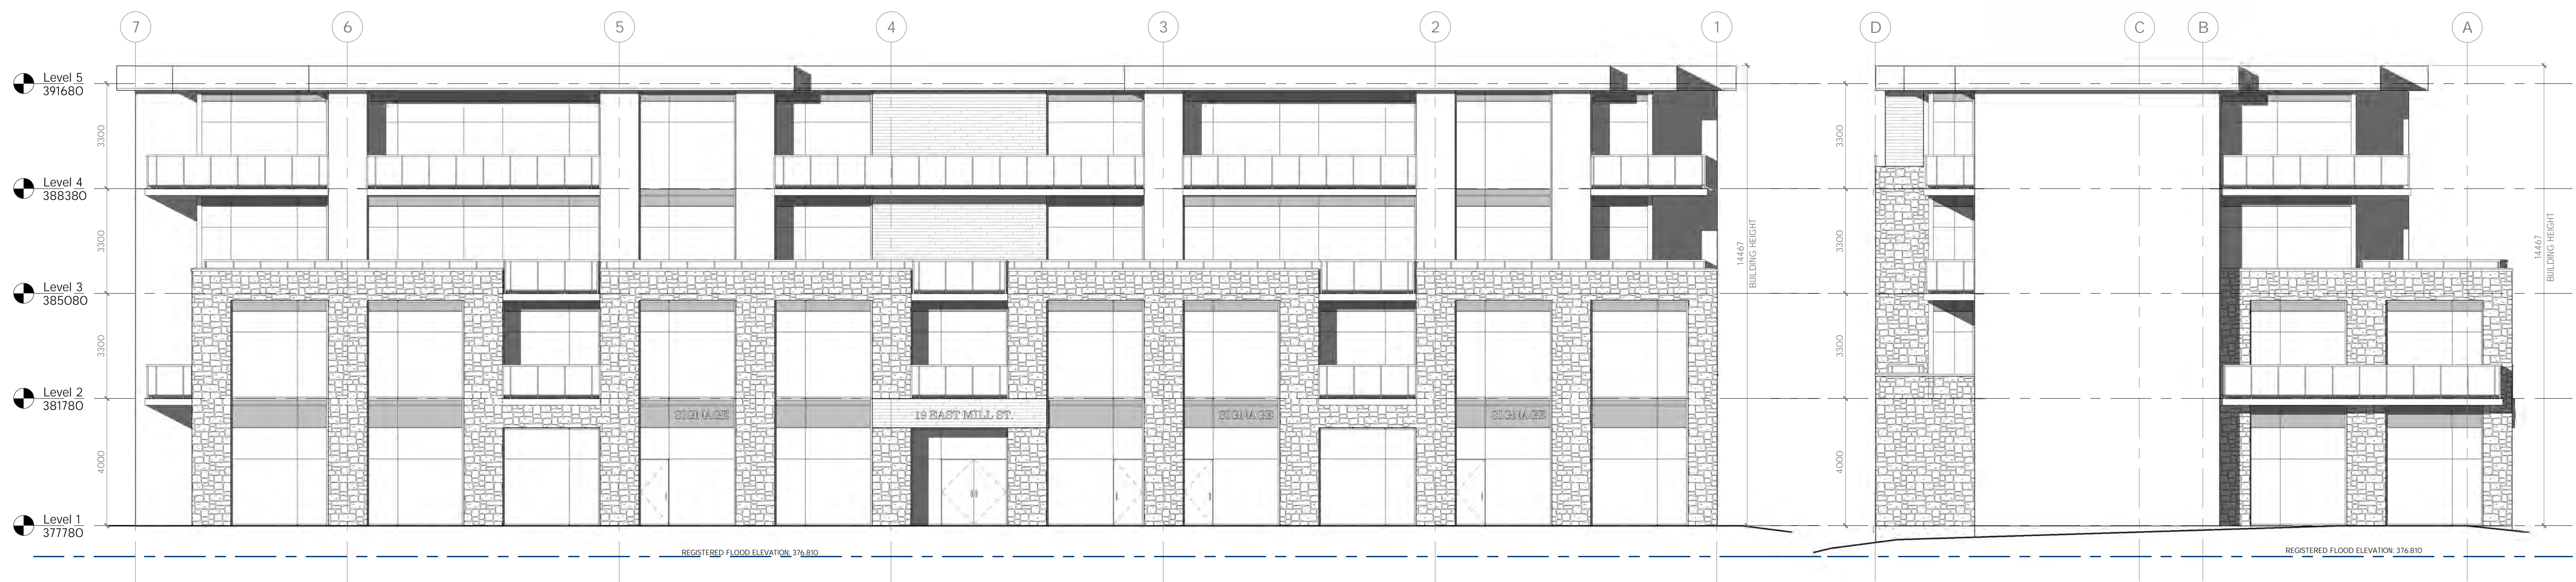 7 6 5 4 3 2 1 D C B A
Level 5
391680
3300
3300
Level 4
388380
3300
3300
14467
BUILDING HEIGHT
14467
BUILDING HEIGHT
Level 3
385080
3300
3300
Level 2
381780
SIGNAGE 19 EAST MILL ST. SIGNAGE SIGNAGE
4000
4000
Level 1
377780
REGISTERED FLOOD ELEVATION: 376.810
REGISTERED FLOOD ELEVATION: 376.810